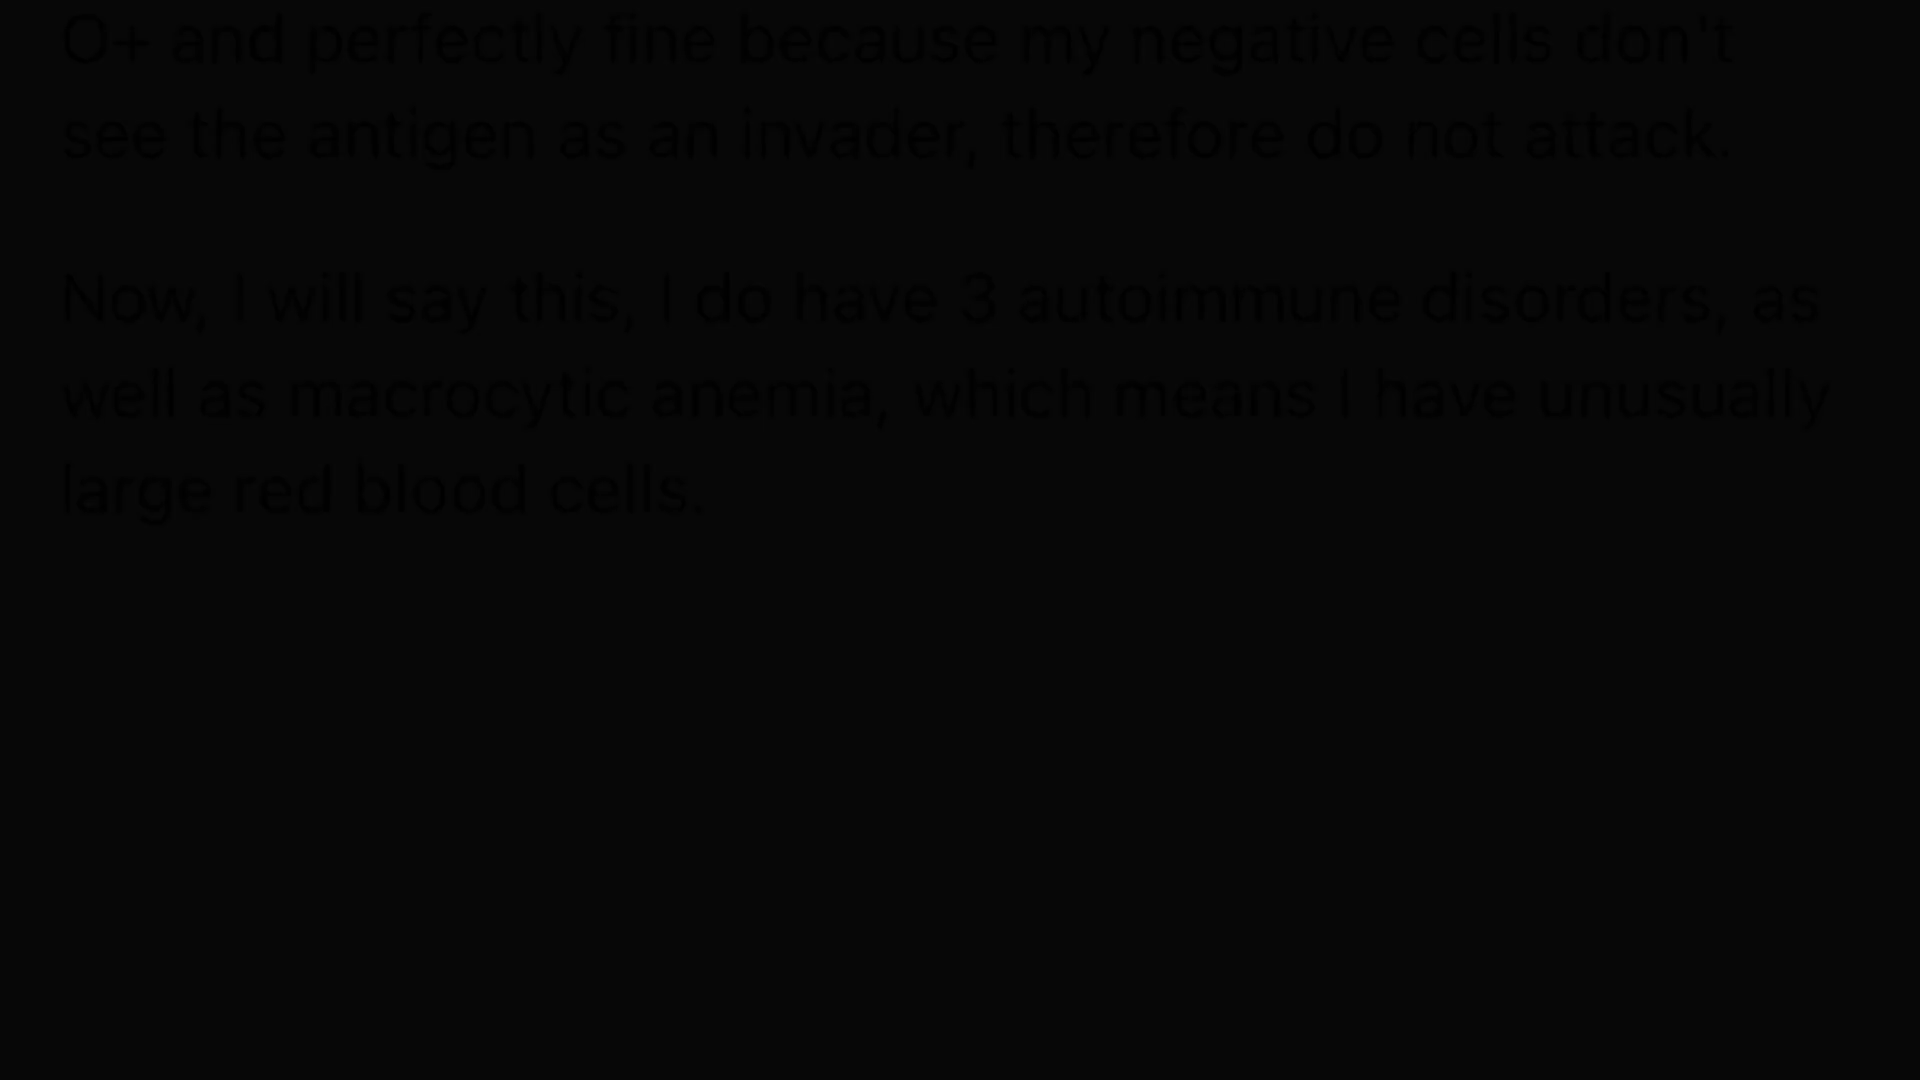 O+ and perfectly fine because my negative cells don't
see the antigen as an invader, therefore do not attack.
Now, I will say this, I do have 3 autoimmune disorders, as
well as macrocytic anemia, which means I have unusually
large red blood cells.